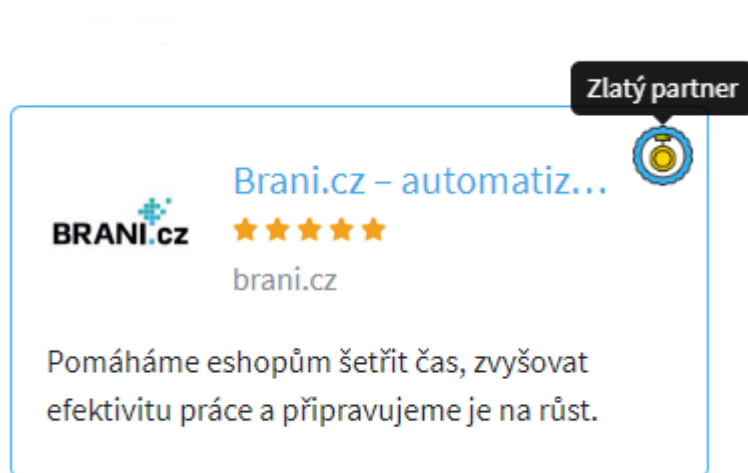 Zlatý partner
Brani.cz – automatiz...
BRANI.cz
brani.cz
Pomáháme eshopům šetřit čas, zvyšovat
efektivitu práce a připravujeme je na růst.